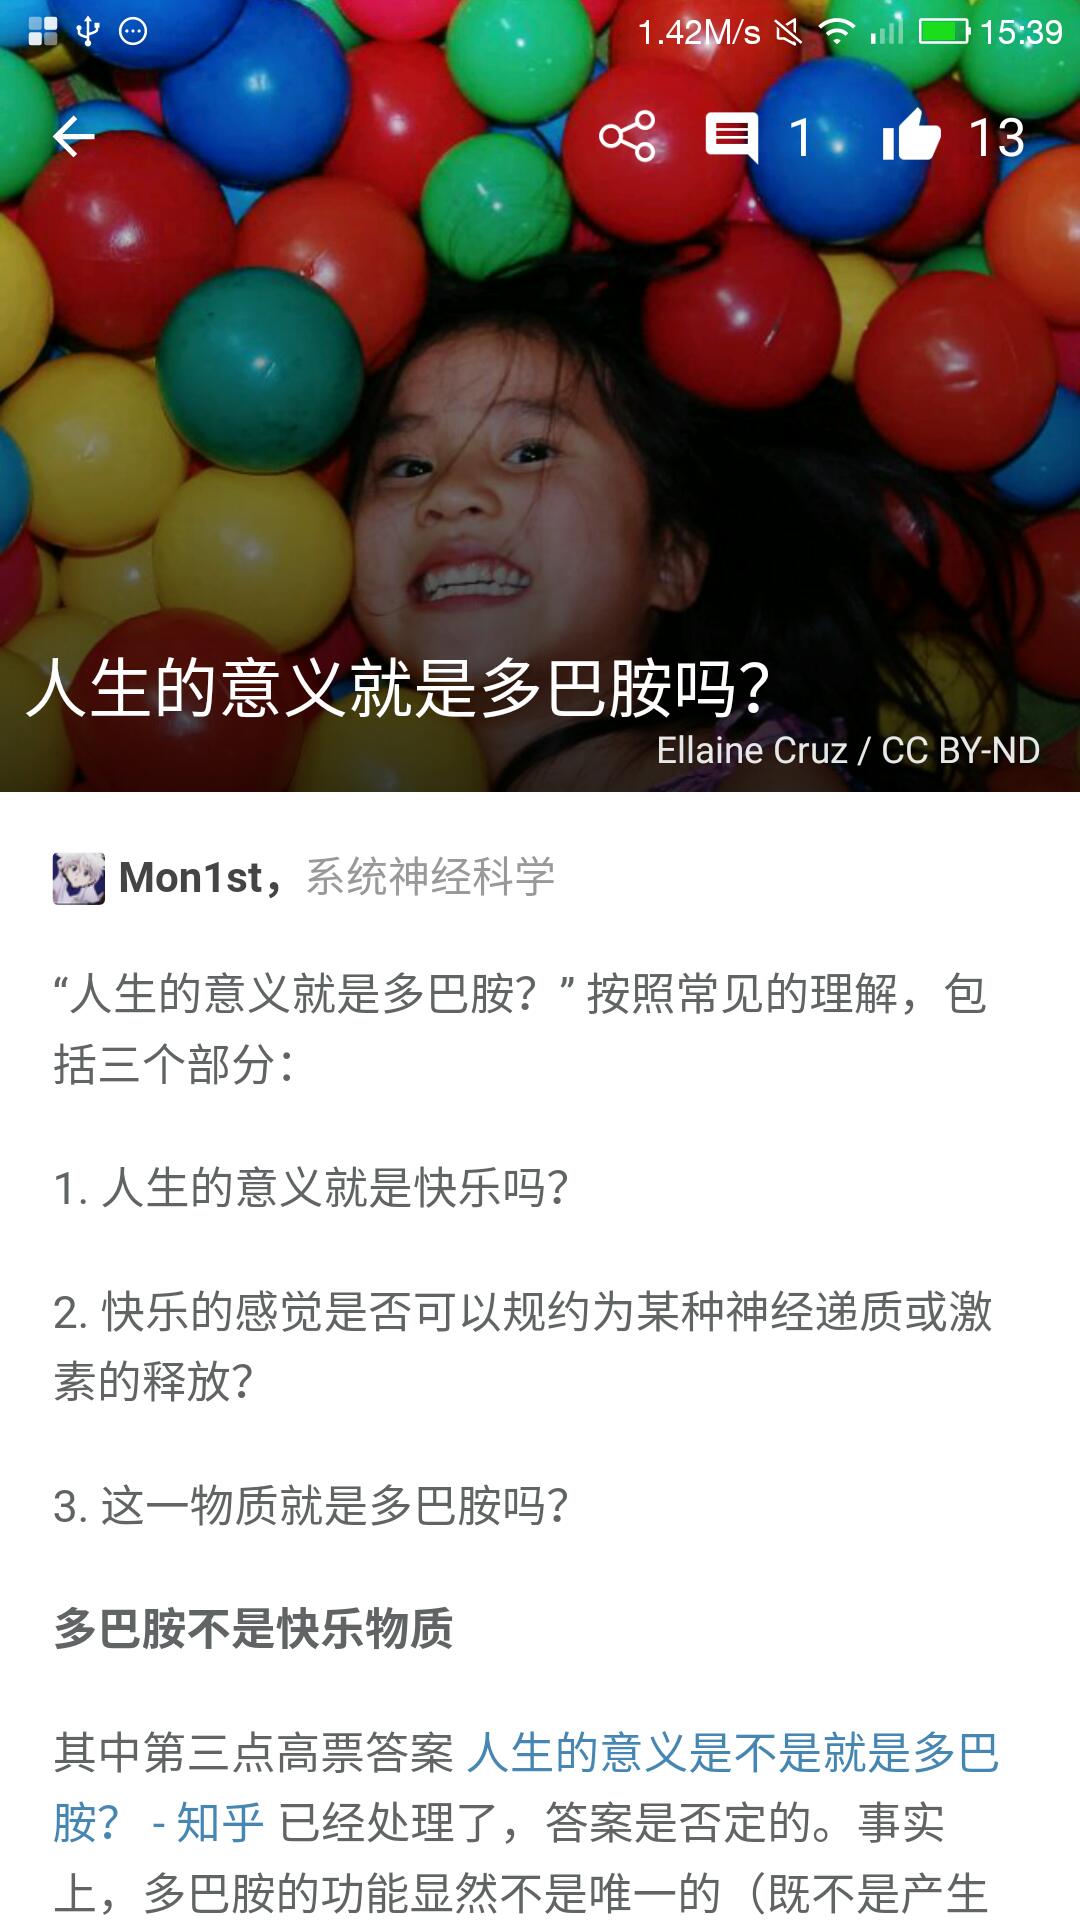 1.42M/s 15:39
1 13
人生的意义就是多巴胺吗？
Ellaine Cruz / CC BY-ND
Mon1st，系统神经科学
“人生的意义就是多巴胺？” 按照常见的理解，包
括三个部分：
1. 人生的意义就是快乐吗？
2. 快乐的感觉是否可以规约为某种神经递质或激
素的释放？
3. 这一物质就是多巴胺吗？
多巴胺不是快乐物质
其中第三点高票答案 人生的意义是不是就是多巴
胺？ - 知乎 已经处理了，答案是否定的。事实
上，多巴胺的功能显然不是唯一的（既不是产生